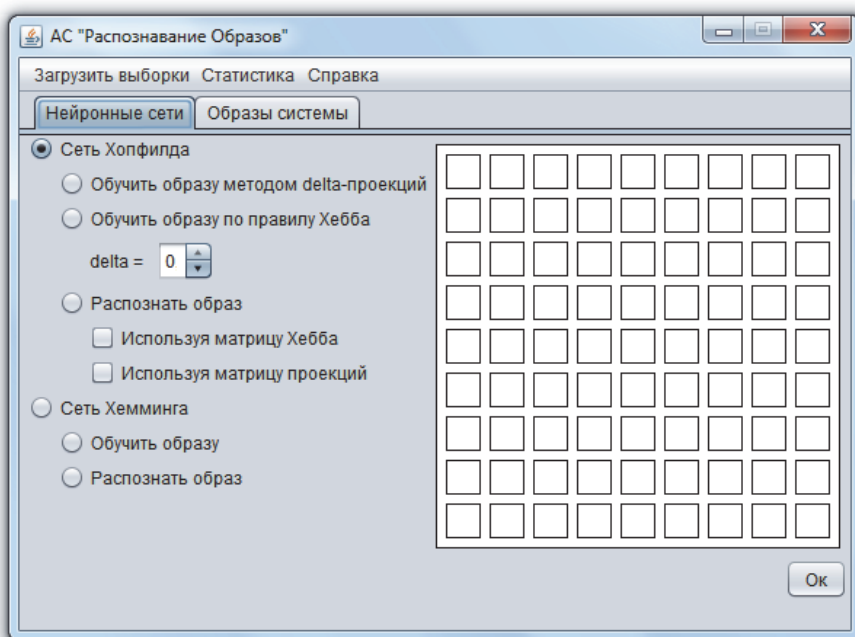 АС "Распознавание Образов"
Загрузить выборки Статистика Справка
Нейронные сети Образы системы
Сеть Хопфилда
Обучить образу методом delta-проекций
Обучить образу по правилу Хебба
delta = 0
Распознать образ
Используя матрицу Хебба
Используя матрицу проекций
Сеть Хемминга
Обучить образу
Распознать образ
Ок